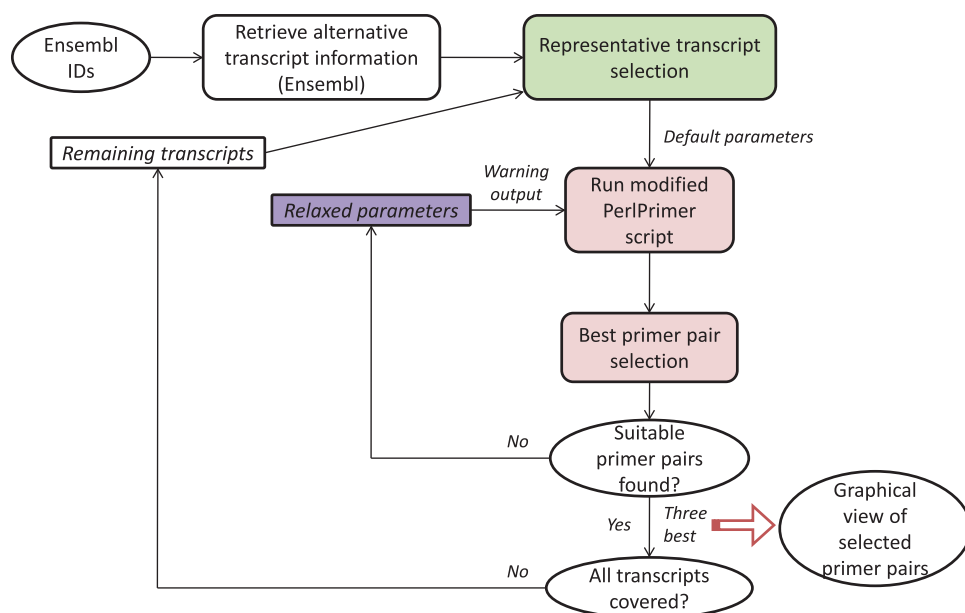 Ensembl
IDs
Retrieve alternative
transcript information
(Ensembl)
Representative transcript
selection
Default parameters
Remaining transcripts
Warning
output
Relaxed parameters
Run modified
PerlPrimer
script
Best primer pair
selection
No
Suitable
primer pairs
found?
Yes
Three
best
Graphical
view of
selected
primer pairs
No
All transcripts
covered?